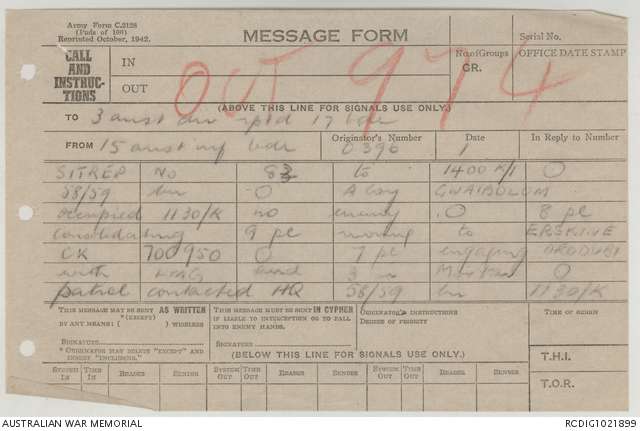 Army Form C.2128
(Pads of 100)
Reprinted October, 1942.
MESSAGE FORM
Serial No.
CALL AND INSTRUCTIONS
IN
OUT
No. of Groups
GR.
OFFICE DATE STAMP
OUT 974
(ABOVE THIS LINE FOR SIGNALS USE ONLY.)
TO 3 aust div rptd 17 bde
FROM 15 aust inf bde
Originator's Number
0396
Date
1
In Reply to Number
SITREP No 83 to 1400 K/1 O
58/59 bn O A Coy GWAIBOLOM
occupied 1130/K no enemy O 8 pl
consolidating 9 pl moving to ERSKINE
CK 700950 O 7 pl engaging ORODUBI
with LMG and 3 in Mortar O
patrol contacted HQ 58/59 bn 1130/K
THIS MESSAGE MAY BE SENT AS WRITTEN
(EXCEPT)
BY ANY MEANS ( ) WIRELESS
SIGNATURE
* ORIGINATOR MAY DELETE "EXCEPT" AND INSERT "INCLUDING."
THIS MESSAGE MUST BE SENT IN CIPHER
IF LIABLE TO INTERCEPTION OR TO FALL
INTO ENEMY HANDS.
SIGNATURE
ORIGINATOR'S INSTRUCTIONS
DEGREE OF PRIORITY
TIME OF ORIGIN
(BELOW THIS LINE FOR SIGNALS USE ONLY.)
T.H.I.
SYSTEM IN
TIME IN
READER
SENDER
SYSTEM OUT
TIME OUT
READER
SENDER
SYSTEM OUT
TIME OUT
READER
SENDER
T.O.R.
AUSTRALIAN WAR MEMORIAL
RCDIG1021899